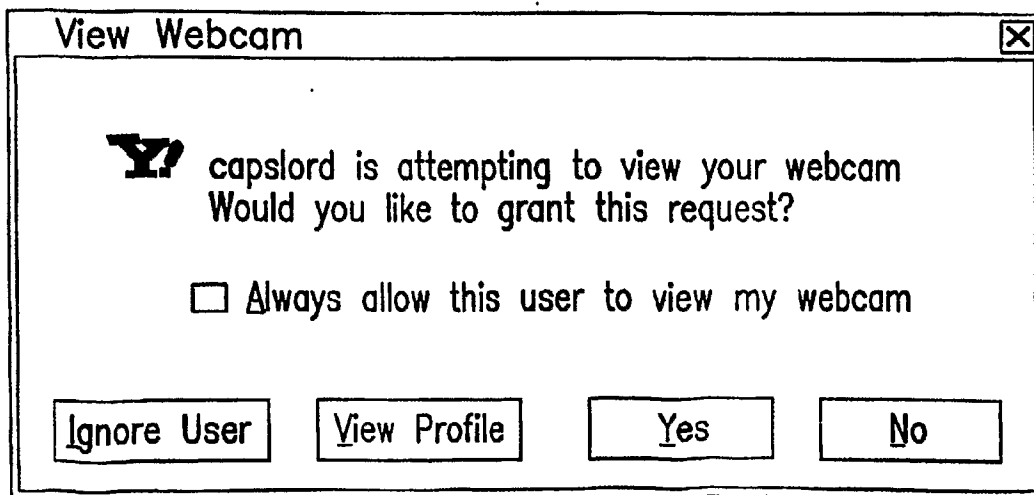 View Webcam
Y! capslord is attempting to view your webcam
Would you like to grant this request?
Always allow this user to view my webcam
Ignore User View Profile Yes No